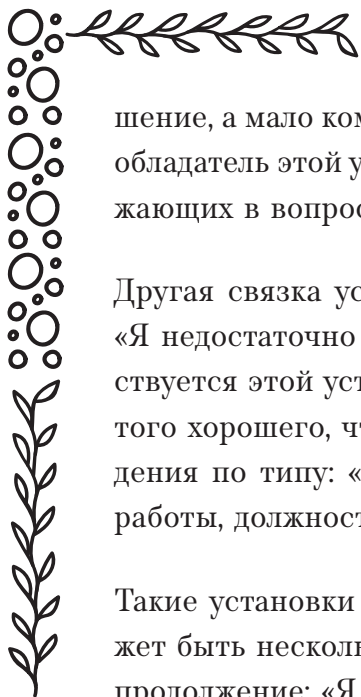 шение, а мало ком
обладатель этой у
жающих в вопрос
Другая связка ус
«Я недостаточно
ствуется этой уст
того хорошего, чт
дения по типу: «
работы, должност
Такие установки
жет быть несколь
продолжение: «Я